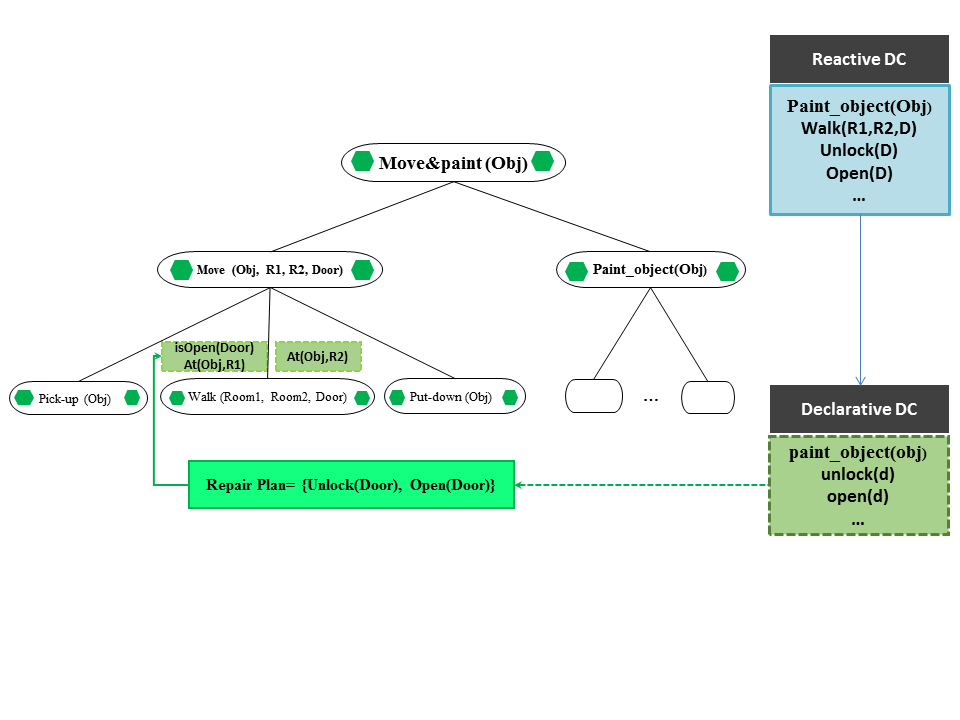 Reactive DC
Paint_object(Obj)
Walk(R1,R2,D)
Unlock(D)
Open(D)
...
Move&paint (Obj)
Move (Obj, R1, R2, Door)
Paint_object(Obj)
isOpen(Door)
At(Obj,R1)
At(Obj,R2)
Pick-up (Obj)
Walk (Room1, Room2, Door)
Put-down (Obj)
...
Declarative DC
paint_object(obj)
unlock(d)
open(d)
...
Repair Plan= {Unlock(Door), Open(Door)}